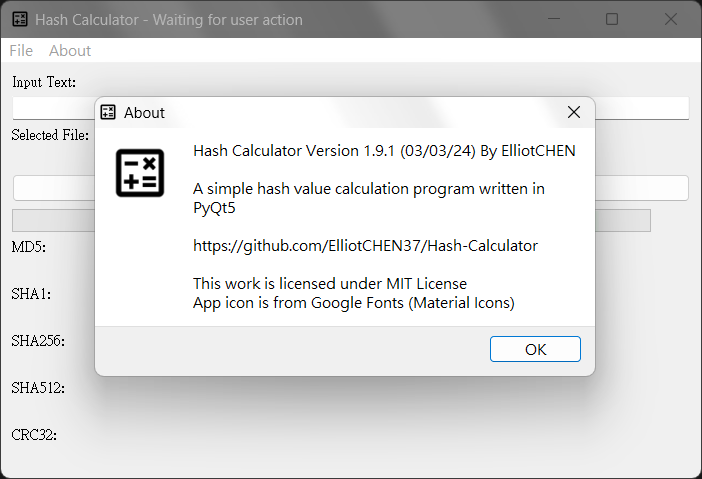 Hash Calculator - Waiting for user action
File About
Input Text:
About
Selected File:
Hash Calculator Version 1.9.1 (03/03/24) By ElliotCHEN
A simple hash value calculation program written in
PyQt5
https://github.com/ElliotCHEN37/Hash-Calculator
This work is licensed under MIT License
App icon is from Google Fonts (Material Icons)
OK
MD5:
SHA1:
SHA256:
SHA512:
CRC32: